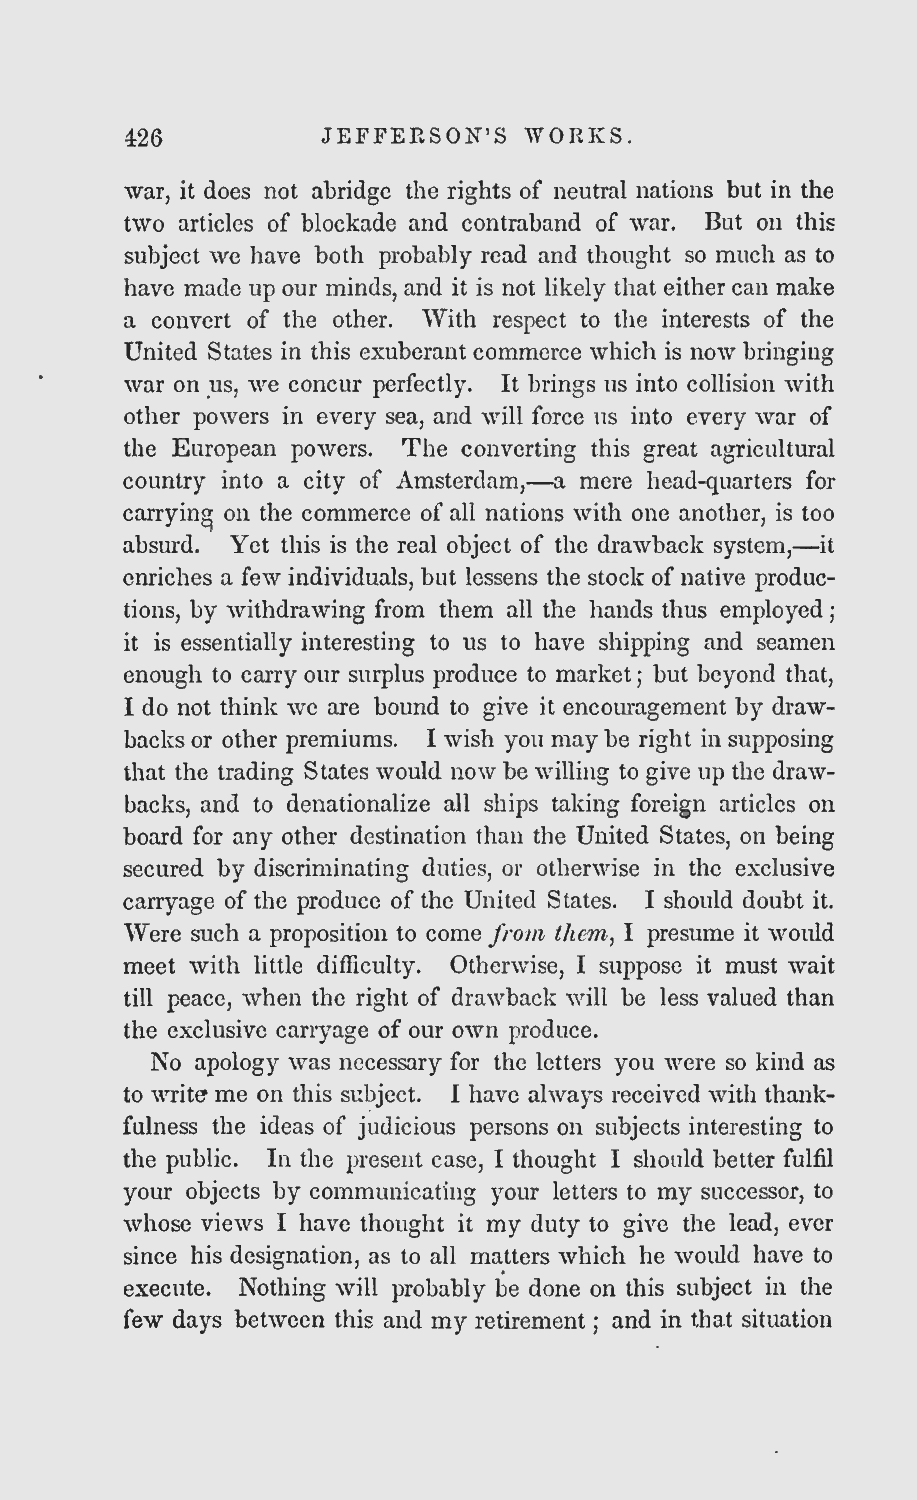 426 JEFFERSON'S WORKS.
war, it does not abridge the rights of neutral nations but in the
two articles of blockade and contraband of war. But on this
subject we have both probably read and thought so much as to
have made up our minds, and it is not likely that either can make
a convert of the other. With respect to the interests of the
United States in this exuberant commerce which is now bringing
war on us, we concur perfectly. It brings us into collision with
other powers in every sea, and will force us into every war of
the European powers. The converting this great agricultural
country into a city of Amsterdam,—a mere head-quarters for
carrying on the commerce of all nations with one another, is too
absurd. Yet this is the real object of the drawback system,—it
enriches a few individuals, but lessens the stock of native produc-
tions, by withdrawing from them all the hands thus employed;
it is essentially interesting to us to have shipping and seamen
enough to carry our surplus produce to market; but beyond that,
I do not think we are bound to give it encouragement by draw-
backs or other premiums. I wish you may be right in supposing
that the trading States would now be willing to give up the draw-
backs, and to denationalize all ships taking foreign articles on
board for any other destination than the United States, on being
secured by discriminating duties, or otherwise in the exclusive
carryage of the produce of the United States. I should doubt it.
Were such a proposition to come from them, I presume it would
meet with little difficulty. Otherwise, I suppose it must wait
till peace, when the right of drawback will be less valued than
the exclusive carryage of our own produce.
No apology was necessary for the letters you were so kind as
to write me on this subject. I have always received with thank-
fulness the ideas of judicious persons on subjects interesting to
the public. In the present case, I thought I should better fulfil
your objects by communicating your letters to my successor, to
whose views I have thought it my duty to give the lead, ever
since his designation, as to all matters which he would have to
execute. Nothing will probably be done on this subject in the
few days between this and my retirement; and in that situation